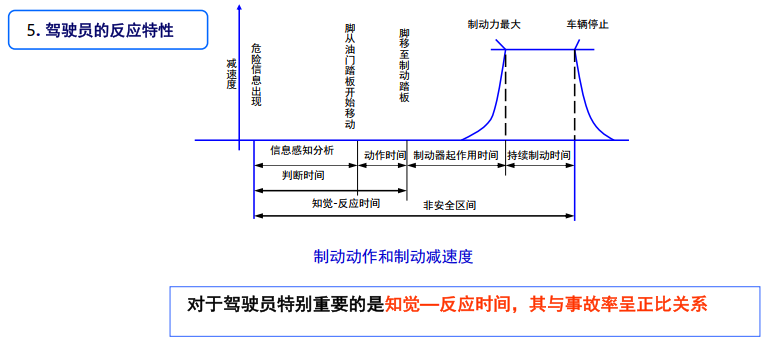 5. 驾驶员的反应特性
减速度
危险信息出现
脚从油门踏板开始移动
脚移至制动踏板
制动力最大
车辆停止
信息感知分析
动作时间
制动器起作用时间
持续制动时间
判断时间
知觉-反应时间
非安全区间
制动动作和制动减速度
对于驾驶员特别重要的是知觉—反应时间，其与事故率呈正比关系